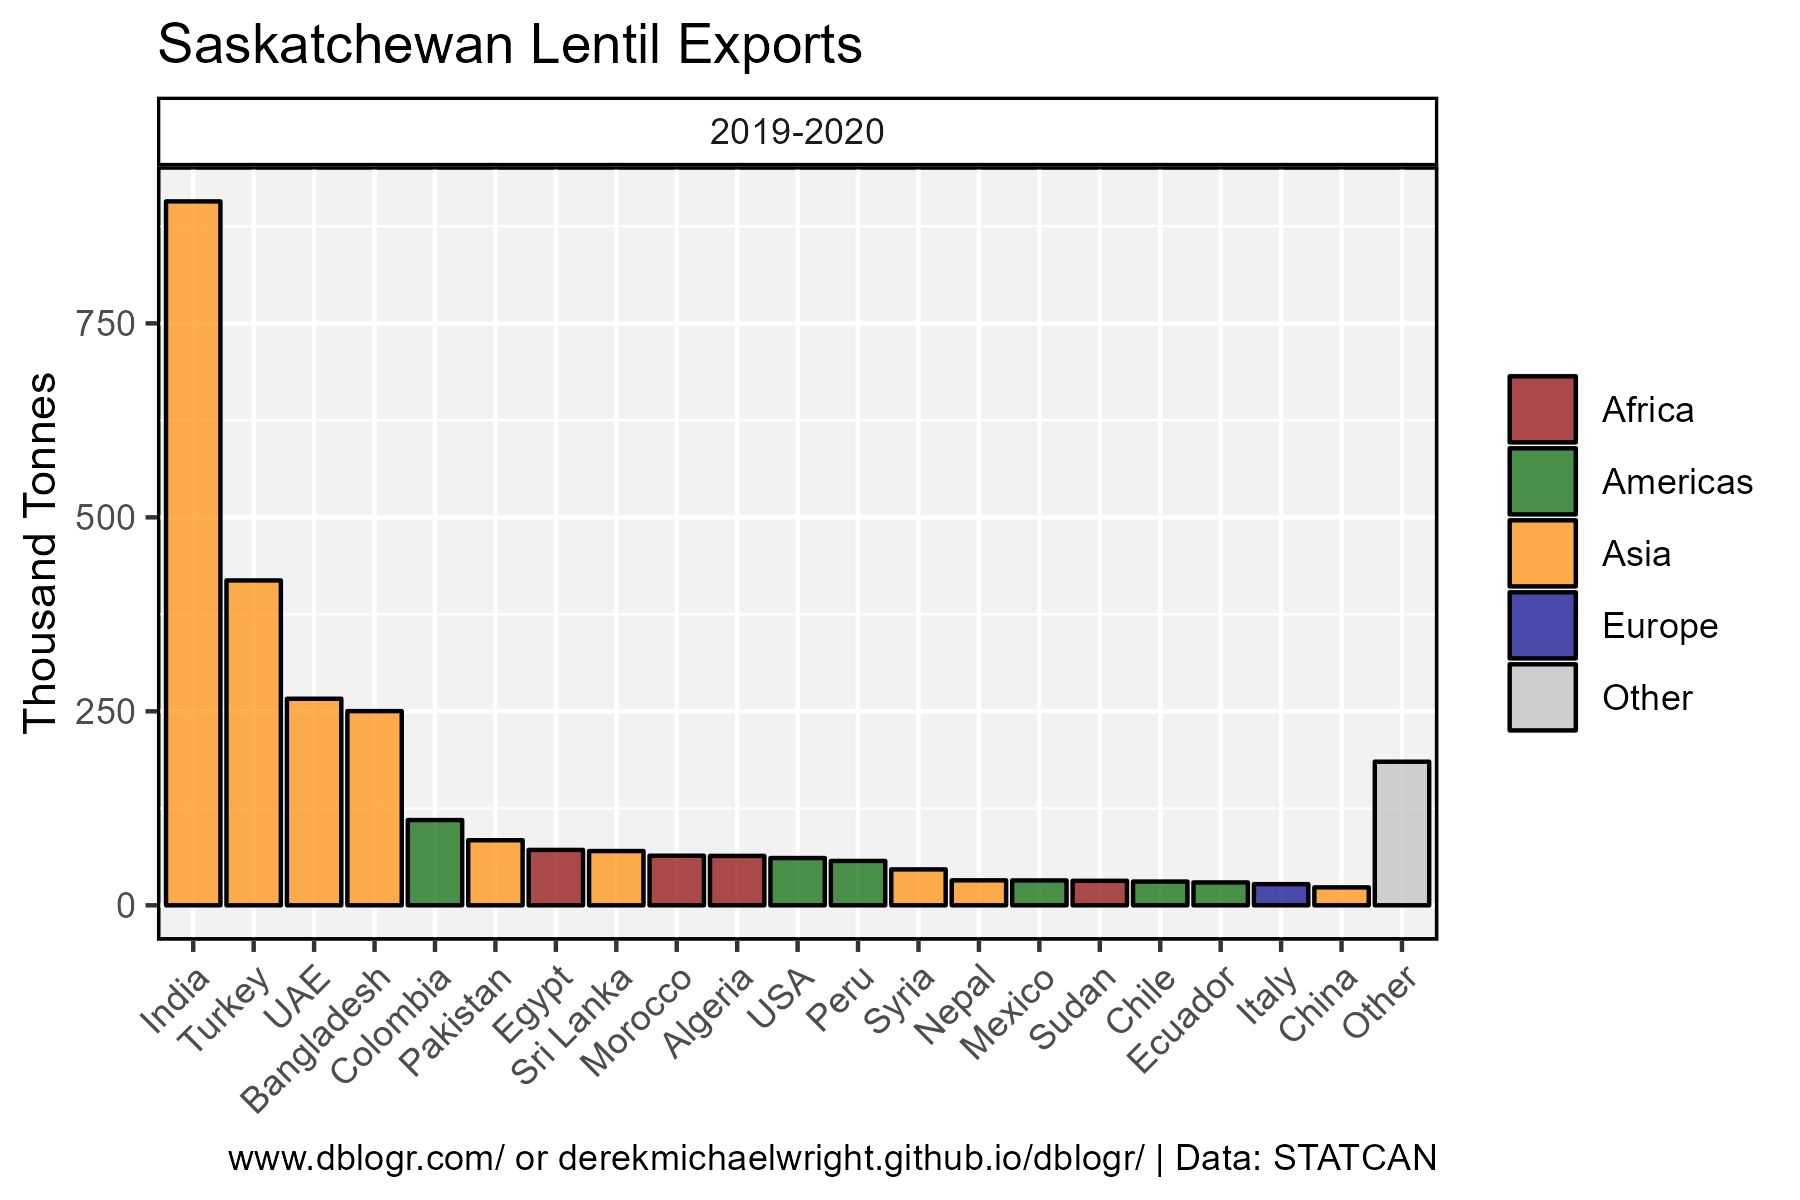 Saskatchewan Lentil Exports
2019-2020
Thousand Tonnes
750
500
250
0
India
Turkey
UAE
Bangladesh
Colombia
Pakistan
Egypt
Sri Lanka
Morocco
Algeria
USA
Peru
Syria
Nepal
Mexico
Sudan
Chile
Ecuador
Italy
China
Other
Africa
Americas
Asia
Europe
Other
www.dblogr.com/ or derekmichaelwright.github.io/dblogr/ | Data: STATCAN